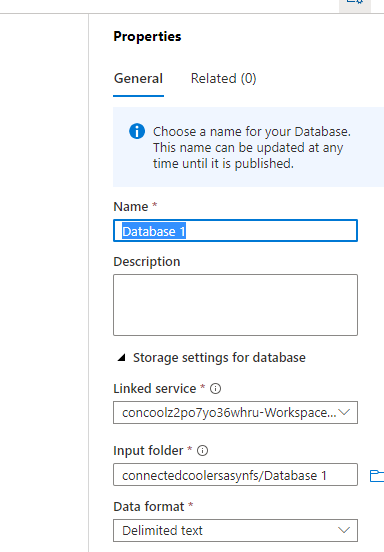 Properties
General
Related (0)
Choose a name for your Database.
This name can be updated at any
time until it is published.
Name *
Database 1
Description
Storage settings for database
Linked service *
concoolz2po7yo36whru-Workspace...
Input folder *
connectedcoolersasynfs/Database 1
Data format *
Delimited text